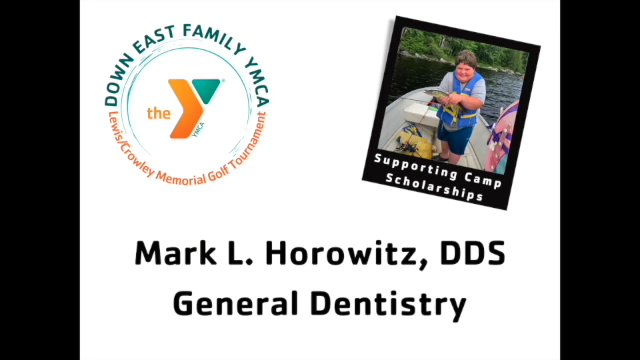 DOWN EAST FAMILY YMCA
the
YMCA
Lewis/Crowley Memorial Golf Tournament
Supporting Camp
Scholarships
Mark L. Horowitz, DDS
General Dentistry